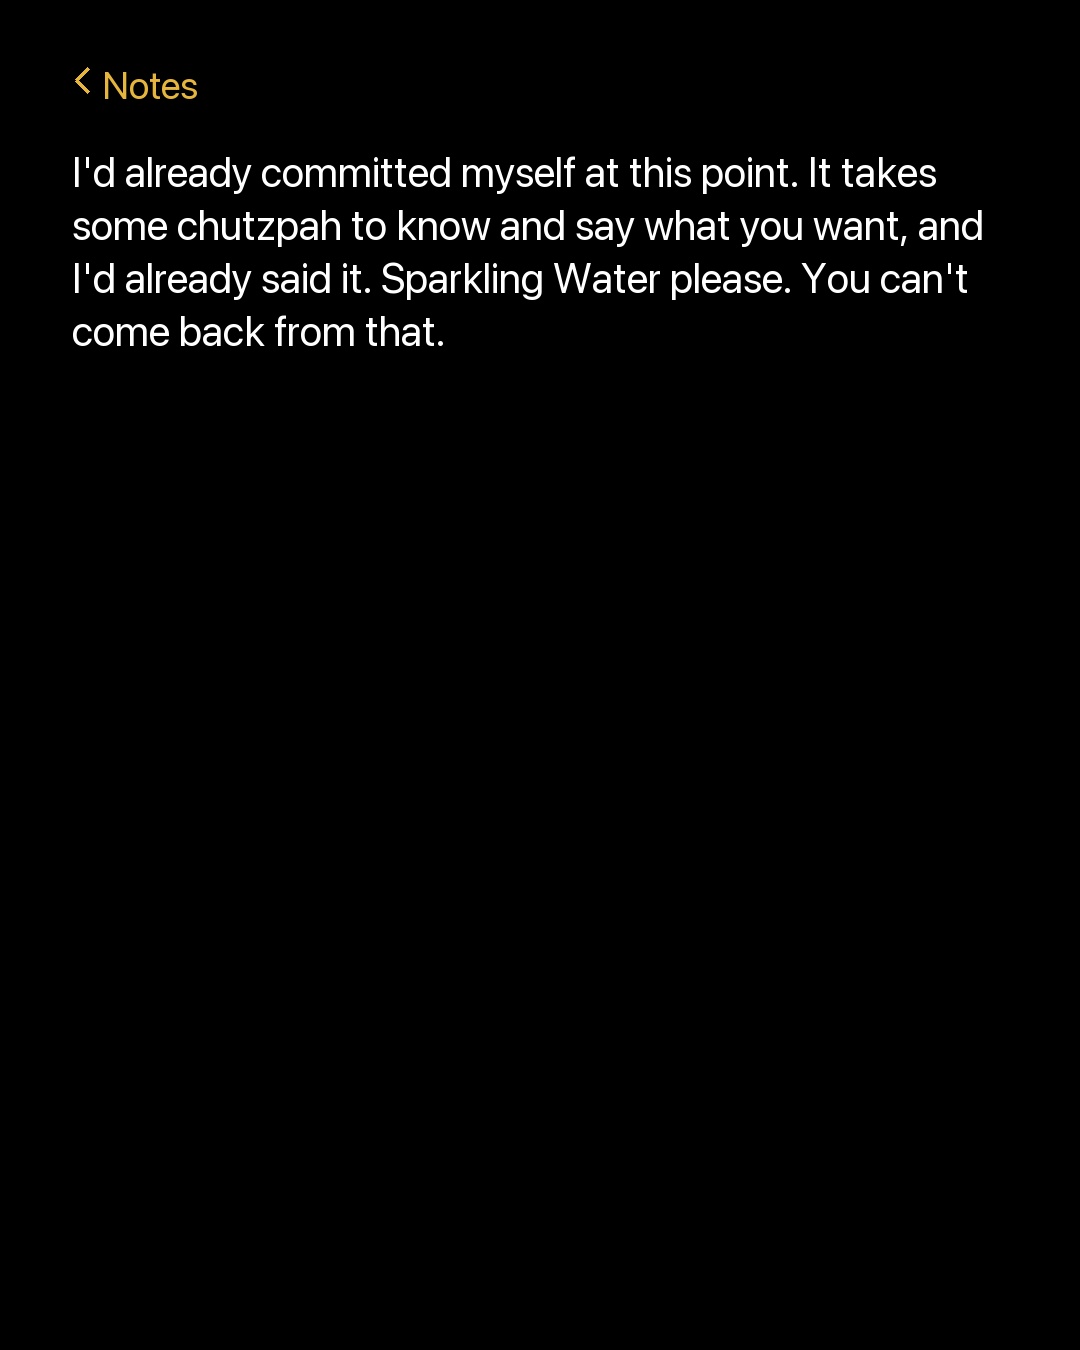 Notes
I'd already committed myself at this point. It takes
some chutzpah to know and say what you want, and
I'd already said it. Sparkling Water please. You can't
come back from that.